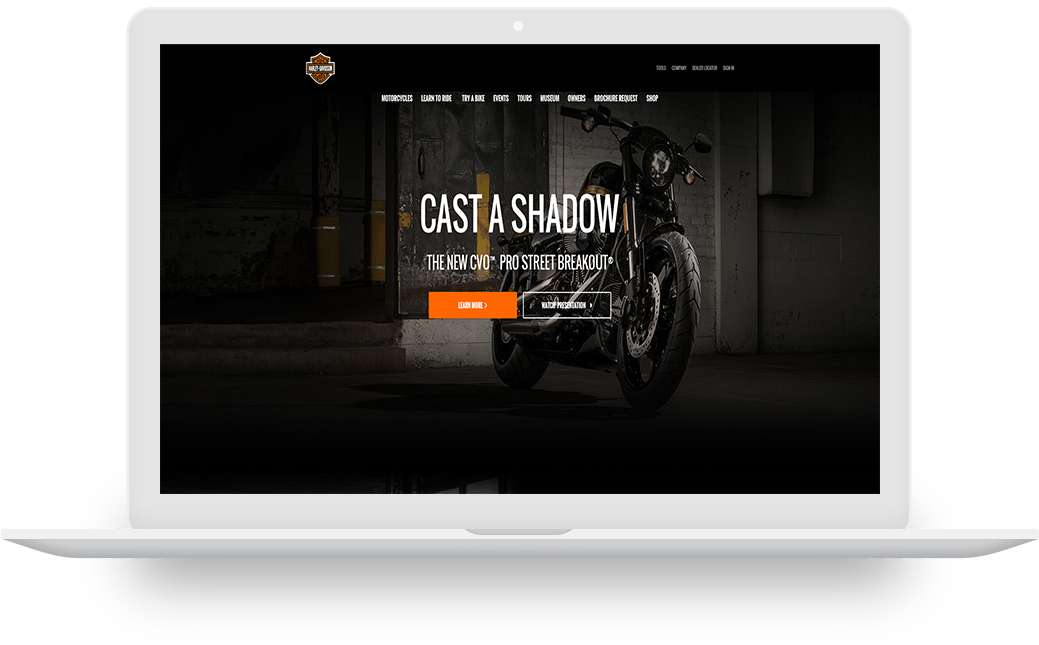 HARLEY-DAVIDSON
TOOLS COMPANY DEALER LOCATOR SIGN IN
MOTORCYCLES LEARN TO RIDE TRY A BIKE EVENTS TOURS MUSEUM OWNERS BROCHURE REQUEST SHOP
CAST A SHADOW
THE NEW CVO™ PRO STREET BREAKOUT®
LEARN MORE > WATCH PRESENTATION >